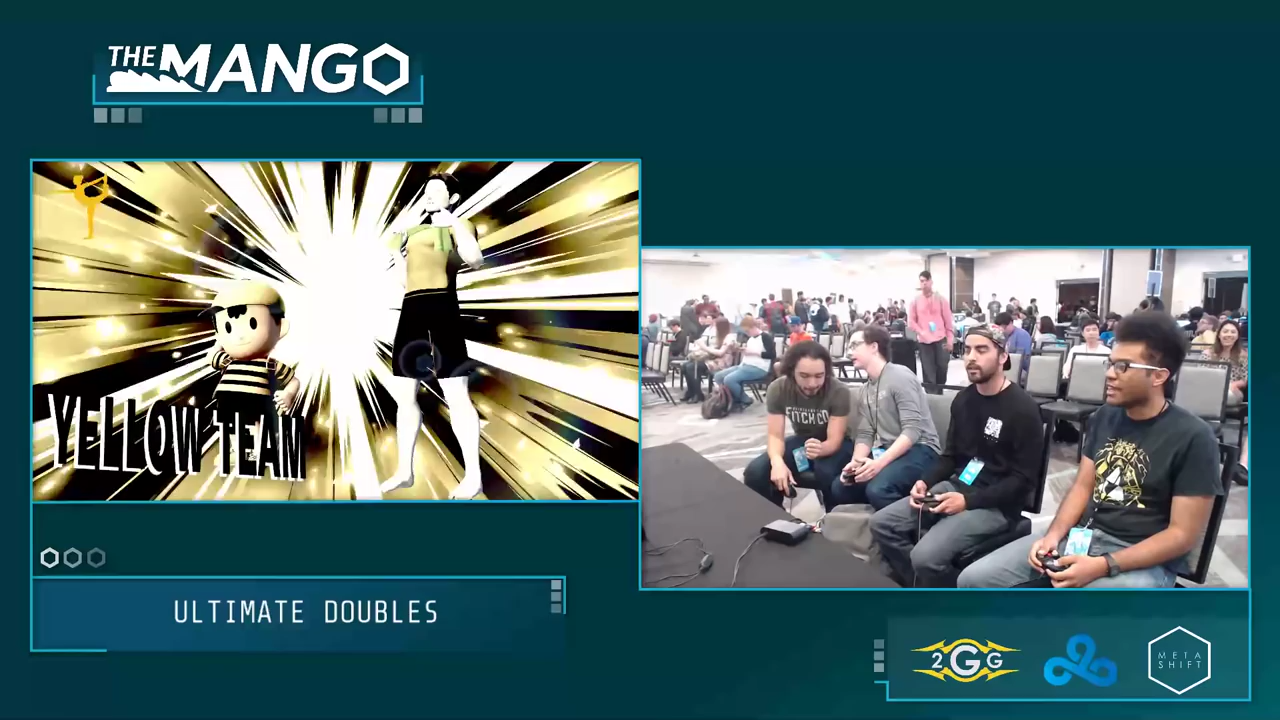 THE MANGO
YELLOW TEAM
ULTIMATE DOUBLES
2GG
META
SHIFT